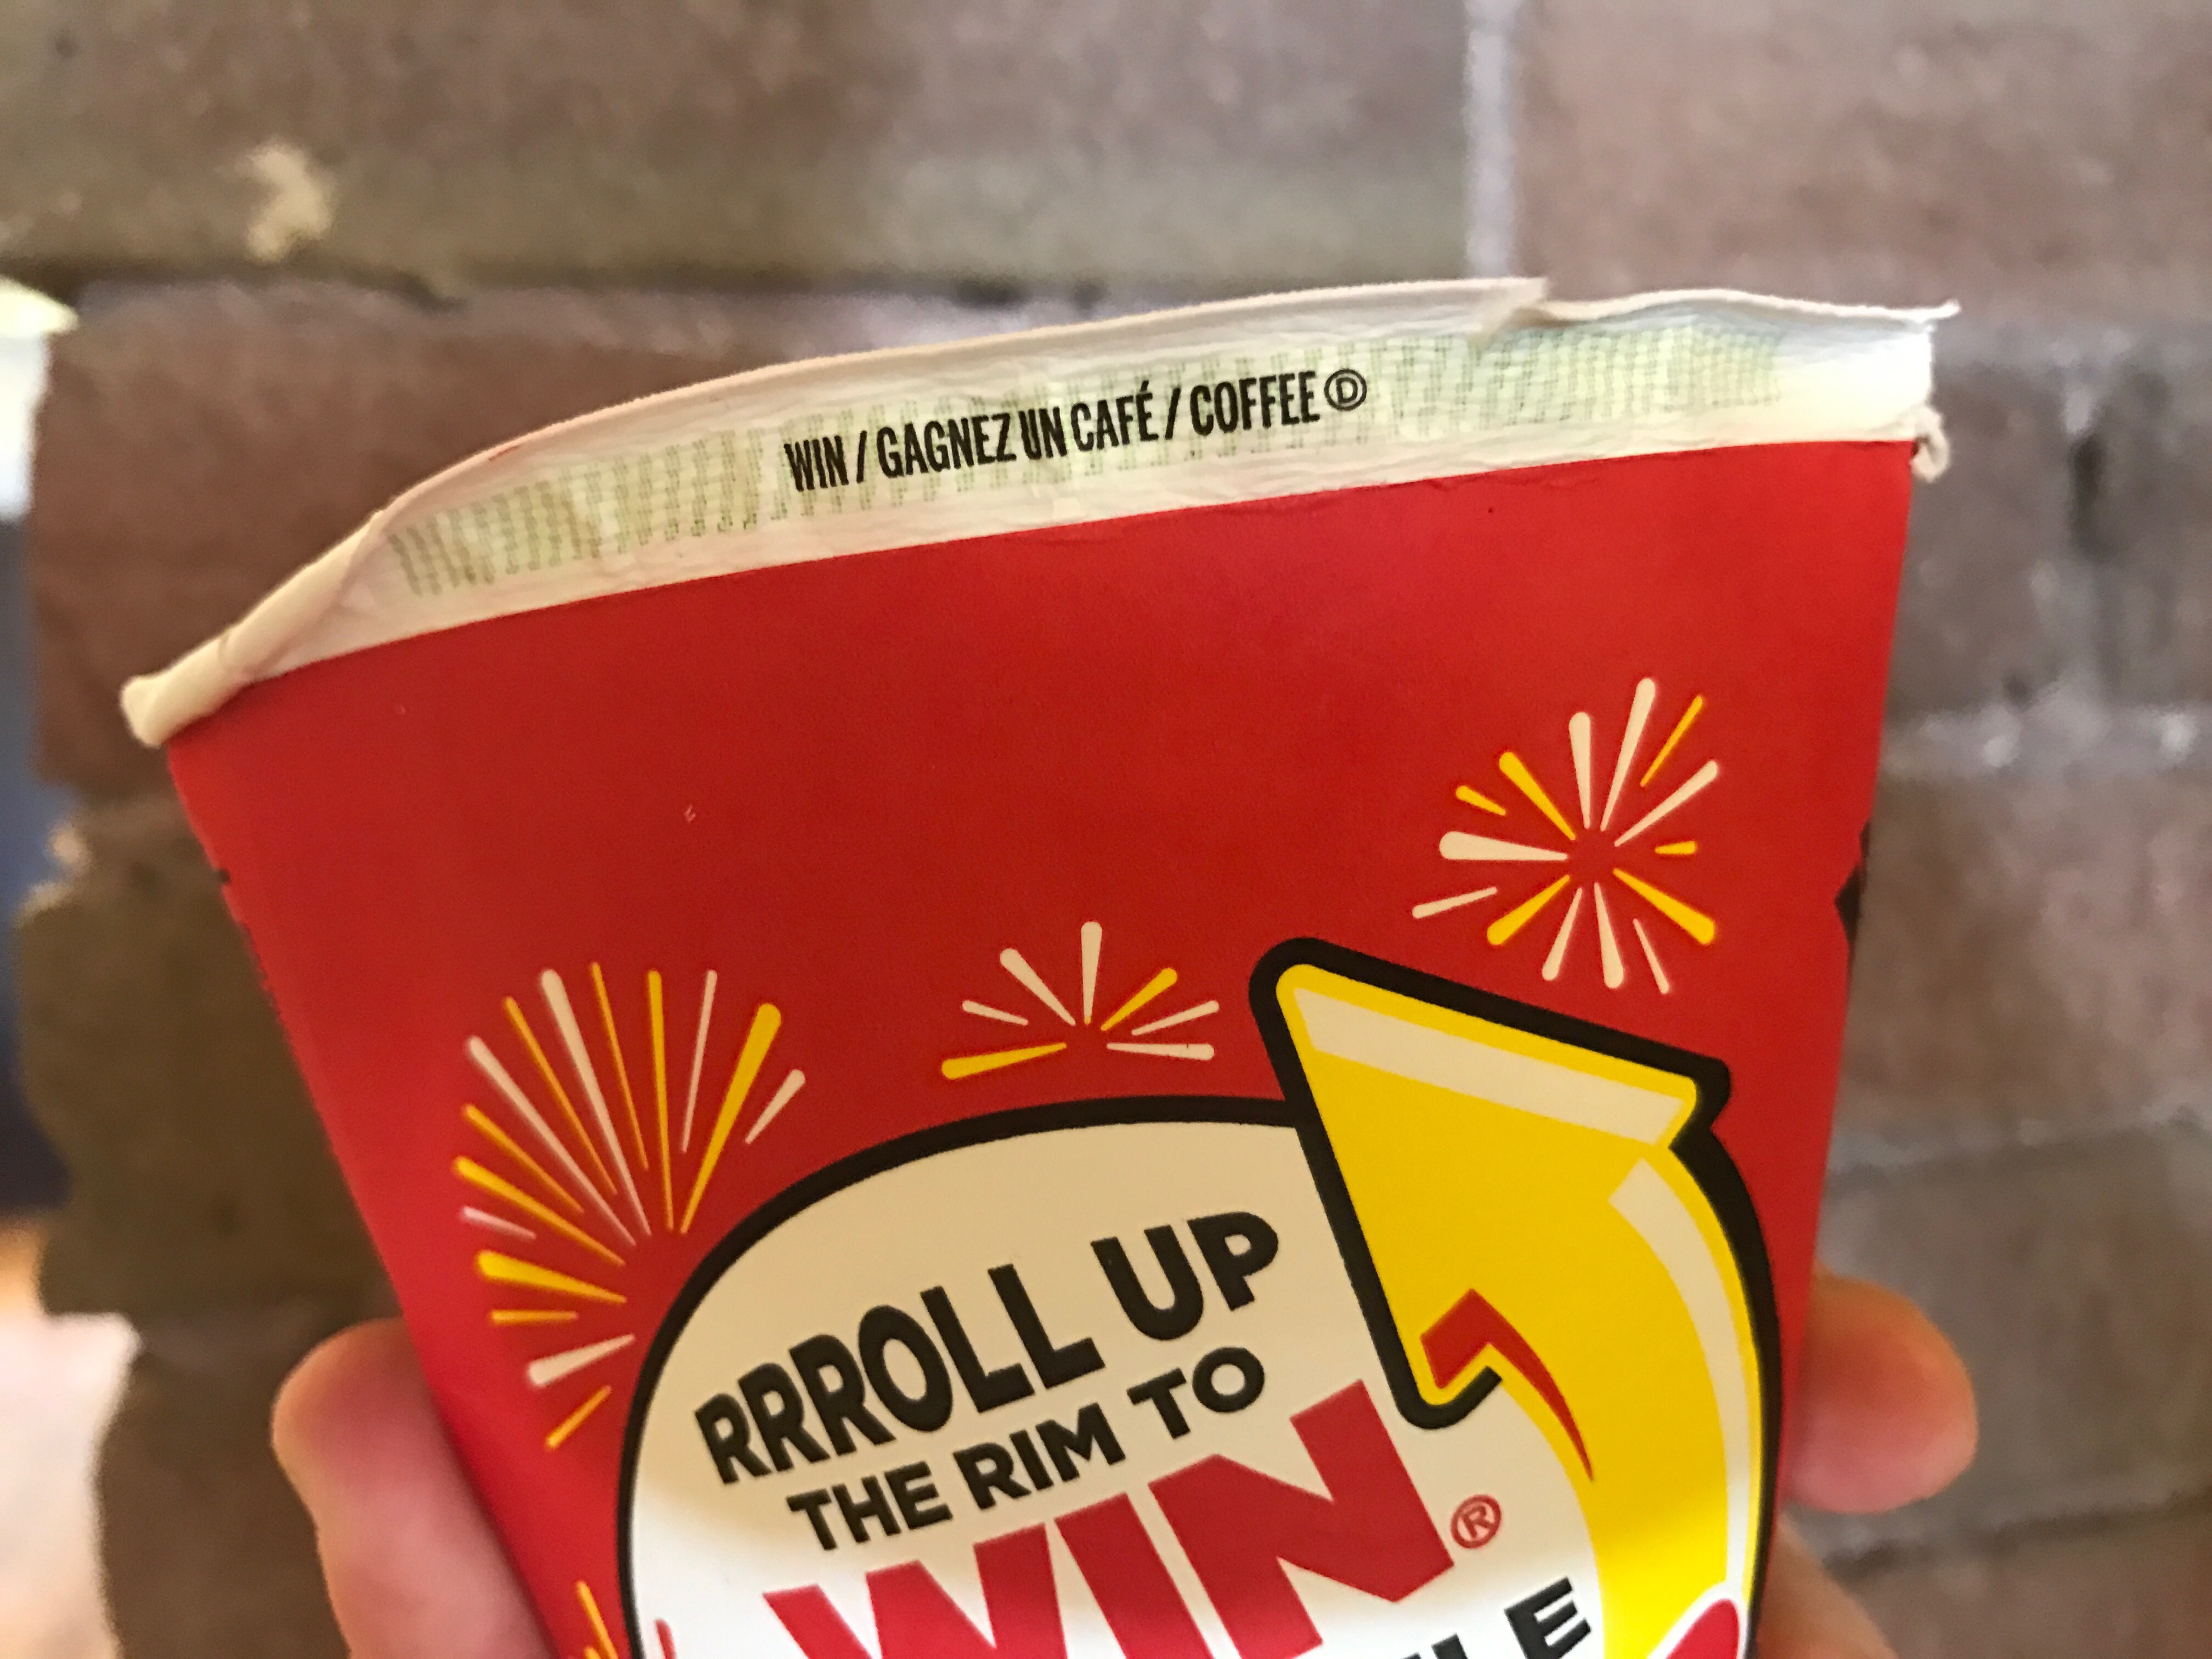 WIN / GAGNEZ UN CAFÉ / COFFEE Ⓓ
RRROLL UP
THE RIM TO
WIN®